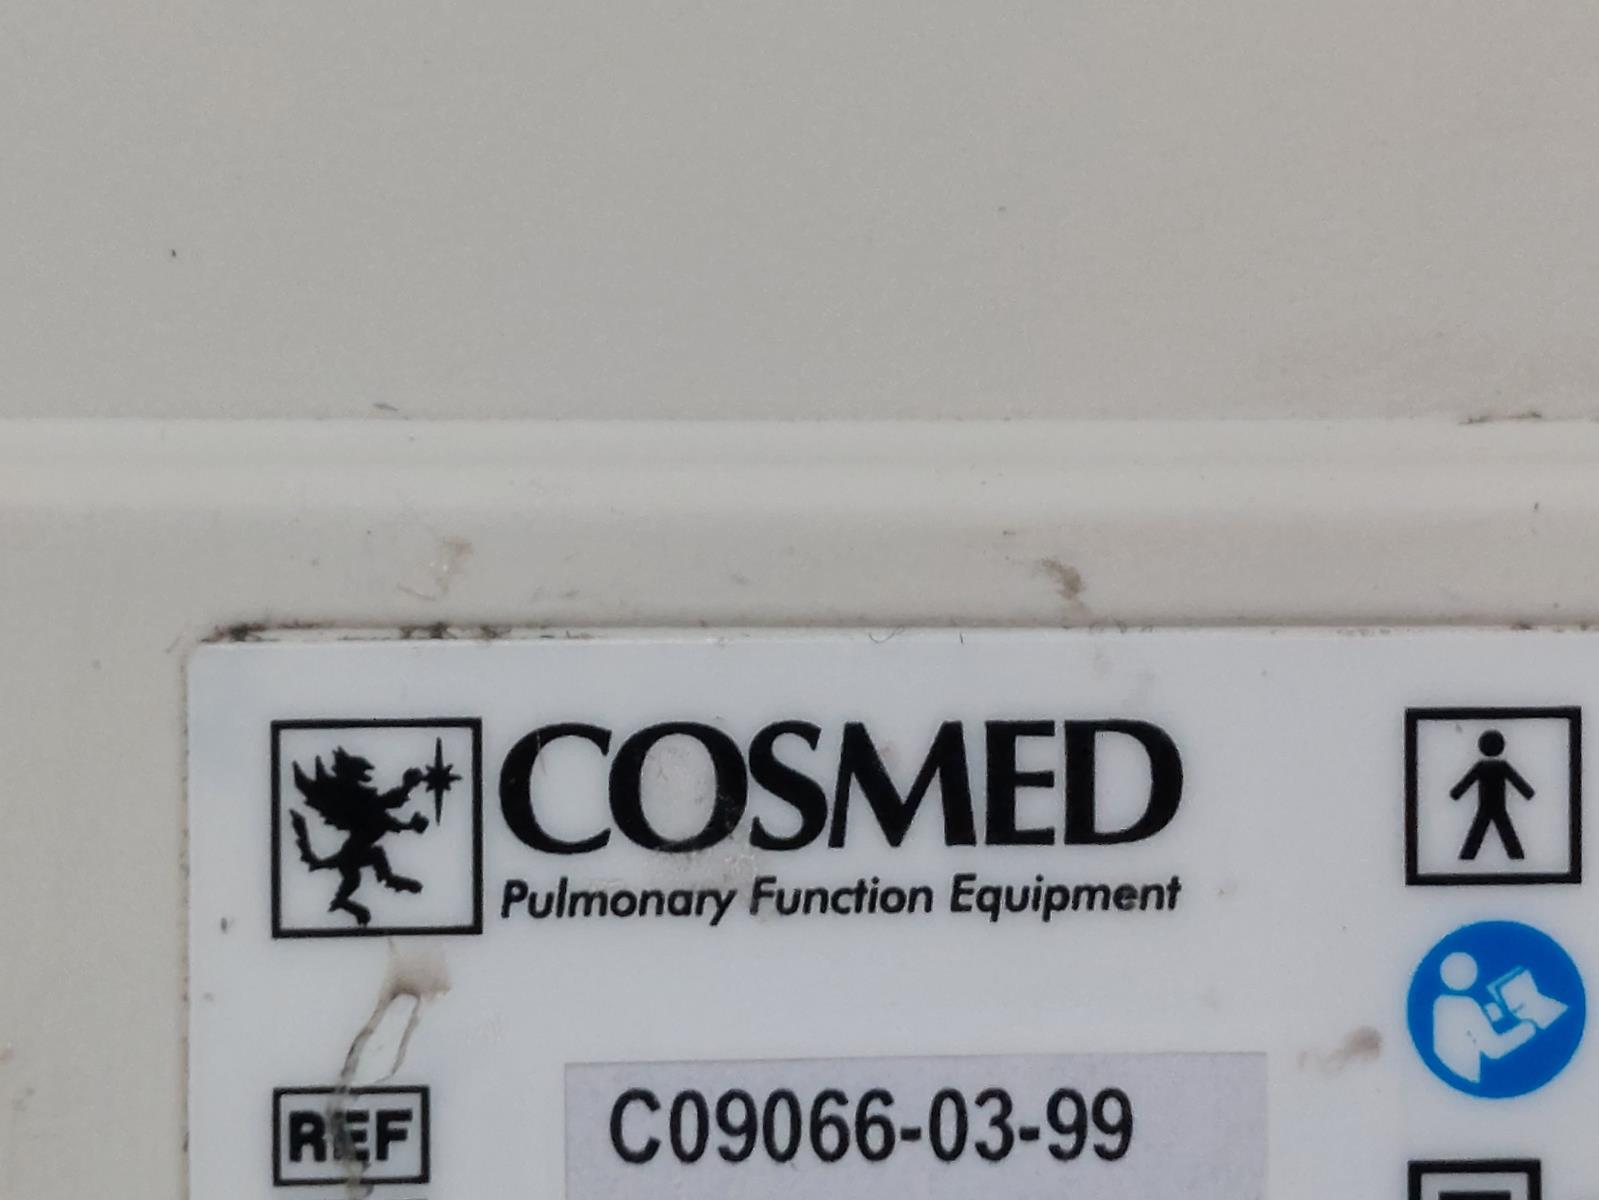 COSMED
Pulmonary Function Equipment
REF
C09066-03-99